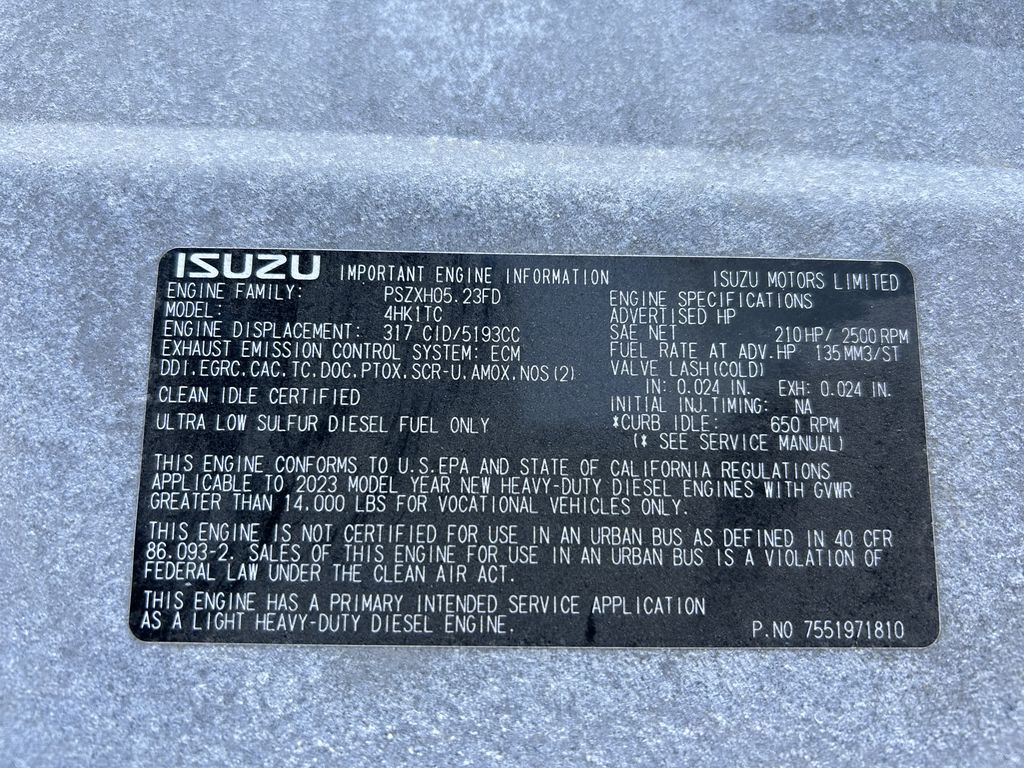 ISUZU IMPORTANT ENGINE INFORMATION ISUZU MOTORS LIMITED
ENGINE FAMILY: PSZXH05.23FD
MODEL: 4HK1TC
ENGINE DISPLACEMENT: 317 CID/5193CC
EXHAUST EMISSION CONTROL SYSTEM: ECM
DDI.EGRC.CAC.TC.DOC.PTOX.SCR-U.AMOX.NOS(2)
CLEAN IDLE CERTIFIED
ULTRA LOW SULFUR DIESEL FUEL ONLY
ENGINE SPECIFICATIONS
ADVERTISED HP
SAE NET 210HP/ 2500RPM
FUEL RATE AT ADV.HP 135MM3/ST
VALVE LASH(COLD)
IN: 0.024 IN. EXH: 0.024 IN.
INITIAL INJ.TIMING: NA
*CURB IDLE: 650 RPM
(* SEE SERVICE MANUAL)
THIS ENGINE CONFORMS TO U.S.EPA AND STATE OF CALIFORNIA REGULATIONS
APPLICABLE TO 2023 MODEL YEAR NEW HEAVY-DUTY DIESEL ENGINES WITH GVWR
GREATER THAN 14.000 LBS FOR VOCATIONAL VEHICLES ONLY.
THIS ENGINE IS NOT CERTIFIED FOR USE IN AN URBAN BUS AS DEFINED IN 40 CFR
86.093-2. SALES OF THIS ENGINE FOR USE IN AN URBAN BUS IS A VIOLATION OF
FEDERAL LAW UNDER THE CLEAN AIR ACT.
THIS ENGINE HAS A PRIMARY INTENDED SERVICE APPLICATION
AS A LIGHT HEAVY-DUTY DIESEL ENGINE.
P.NO 7551971810